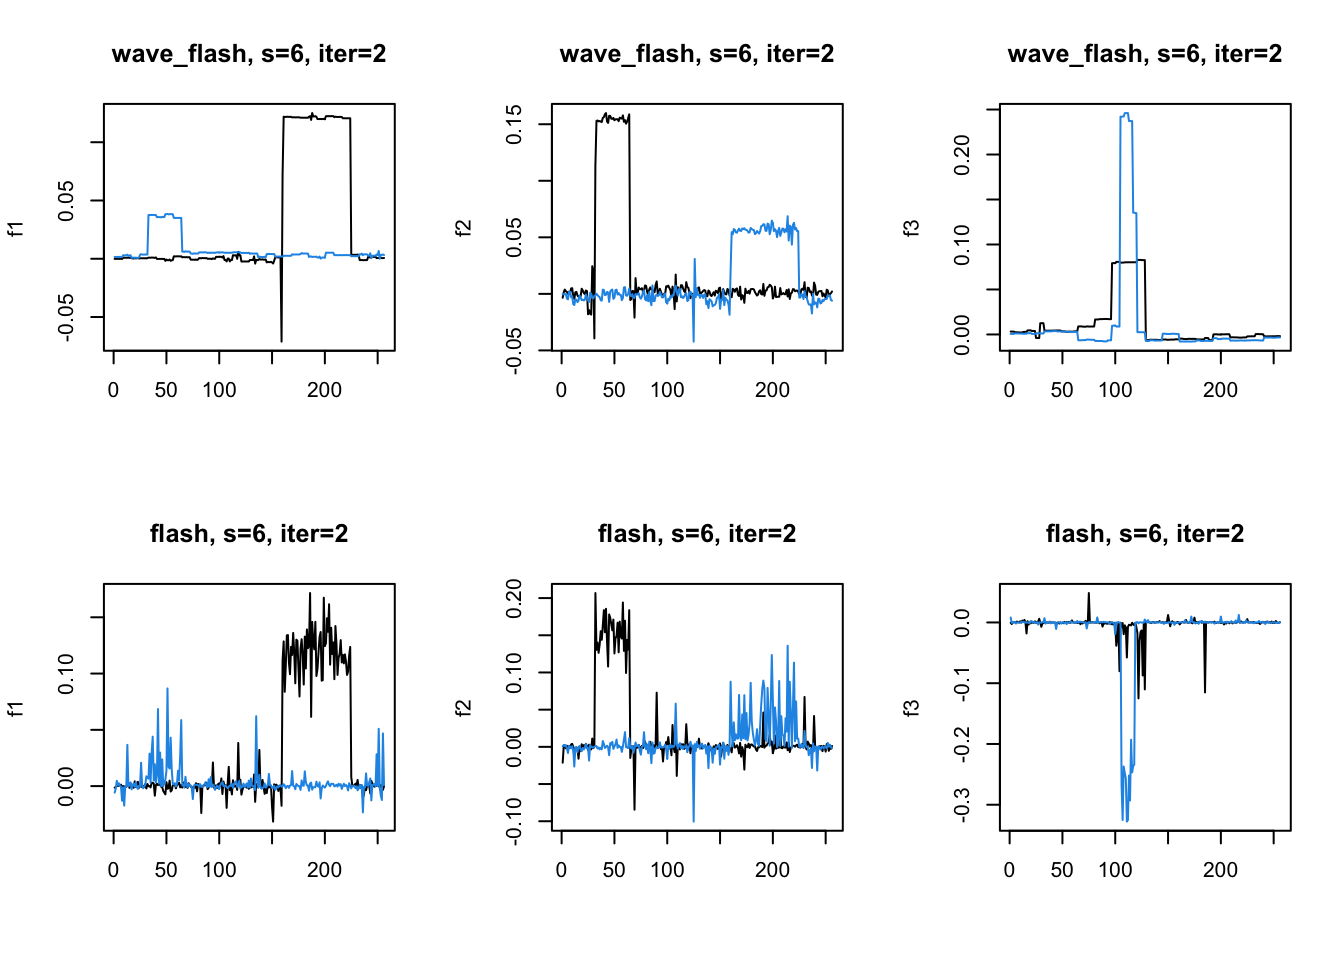 wave_flash, s=6, iter=2
f1
0.05
-0.05
0 50 100 200
wave_flash, s=6, iter=2
f2
0.15
0.05
-0.05
0 50 100 200
wave_flash, s=6, iter=2
f3
0.20
0.10
0.00
0 50 100 200
flash, s=6, iter=2
f1
0.10
0.00
0 50 100 200
flash, s=6, iter=2
f2
0.20
0.10
0.00
-0.10
0 50 100 200
flash, s=6, iter=2
f3
0.0
-0.1
-0.2
-0.3
0 50 100 200